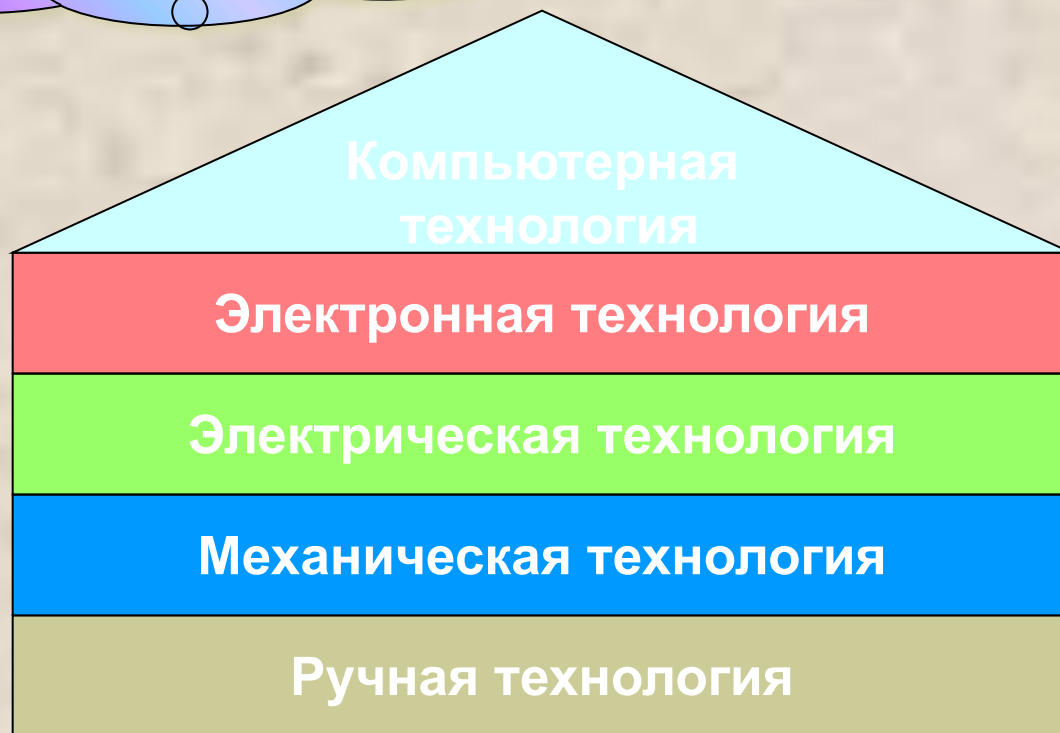 Компьютерная
технология
Электронная технология
Электрическая технология
Механическая технология
Ручная технология